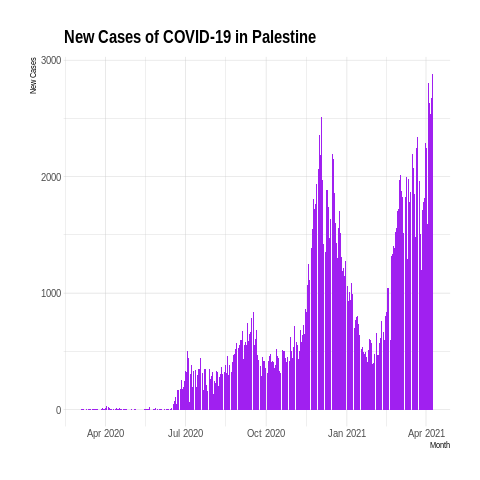 New Cases of COVID-19 in Palestine
New Cases
3000
2000
1000
0
Apr 2020 Jul 2020 Oct 2020 Jan 2021 Apr 2021
Month